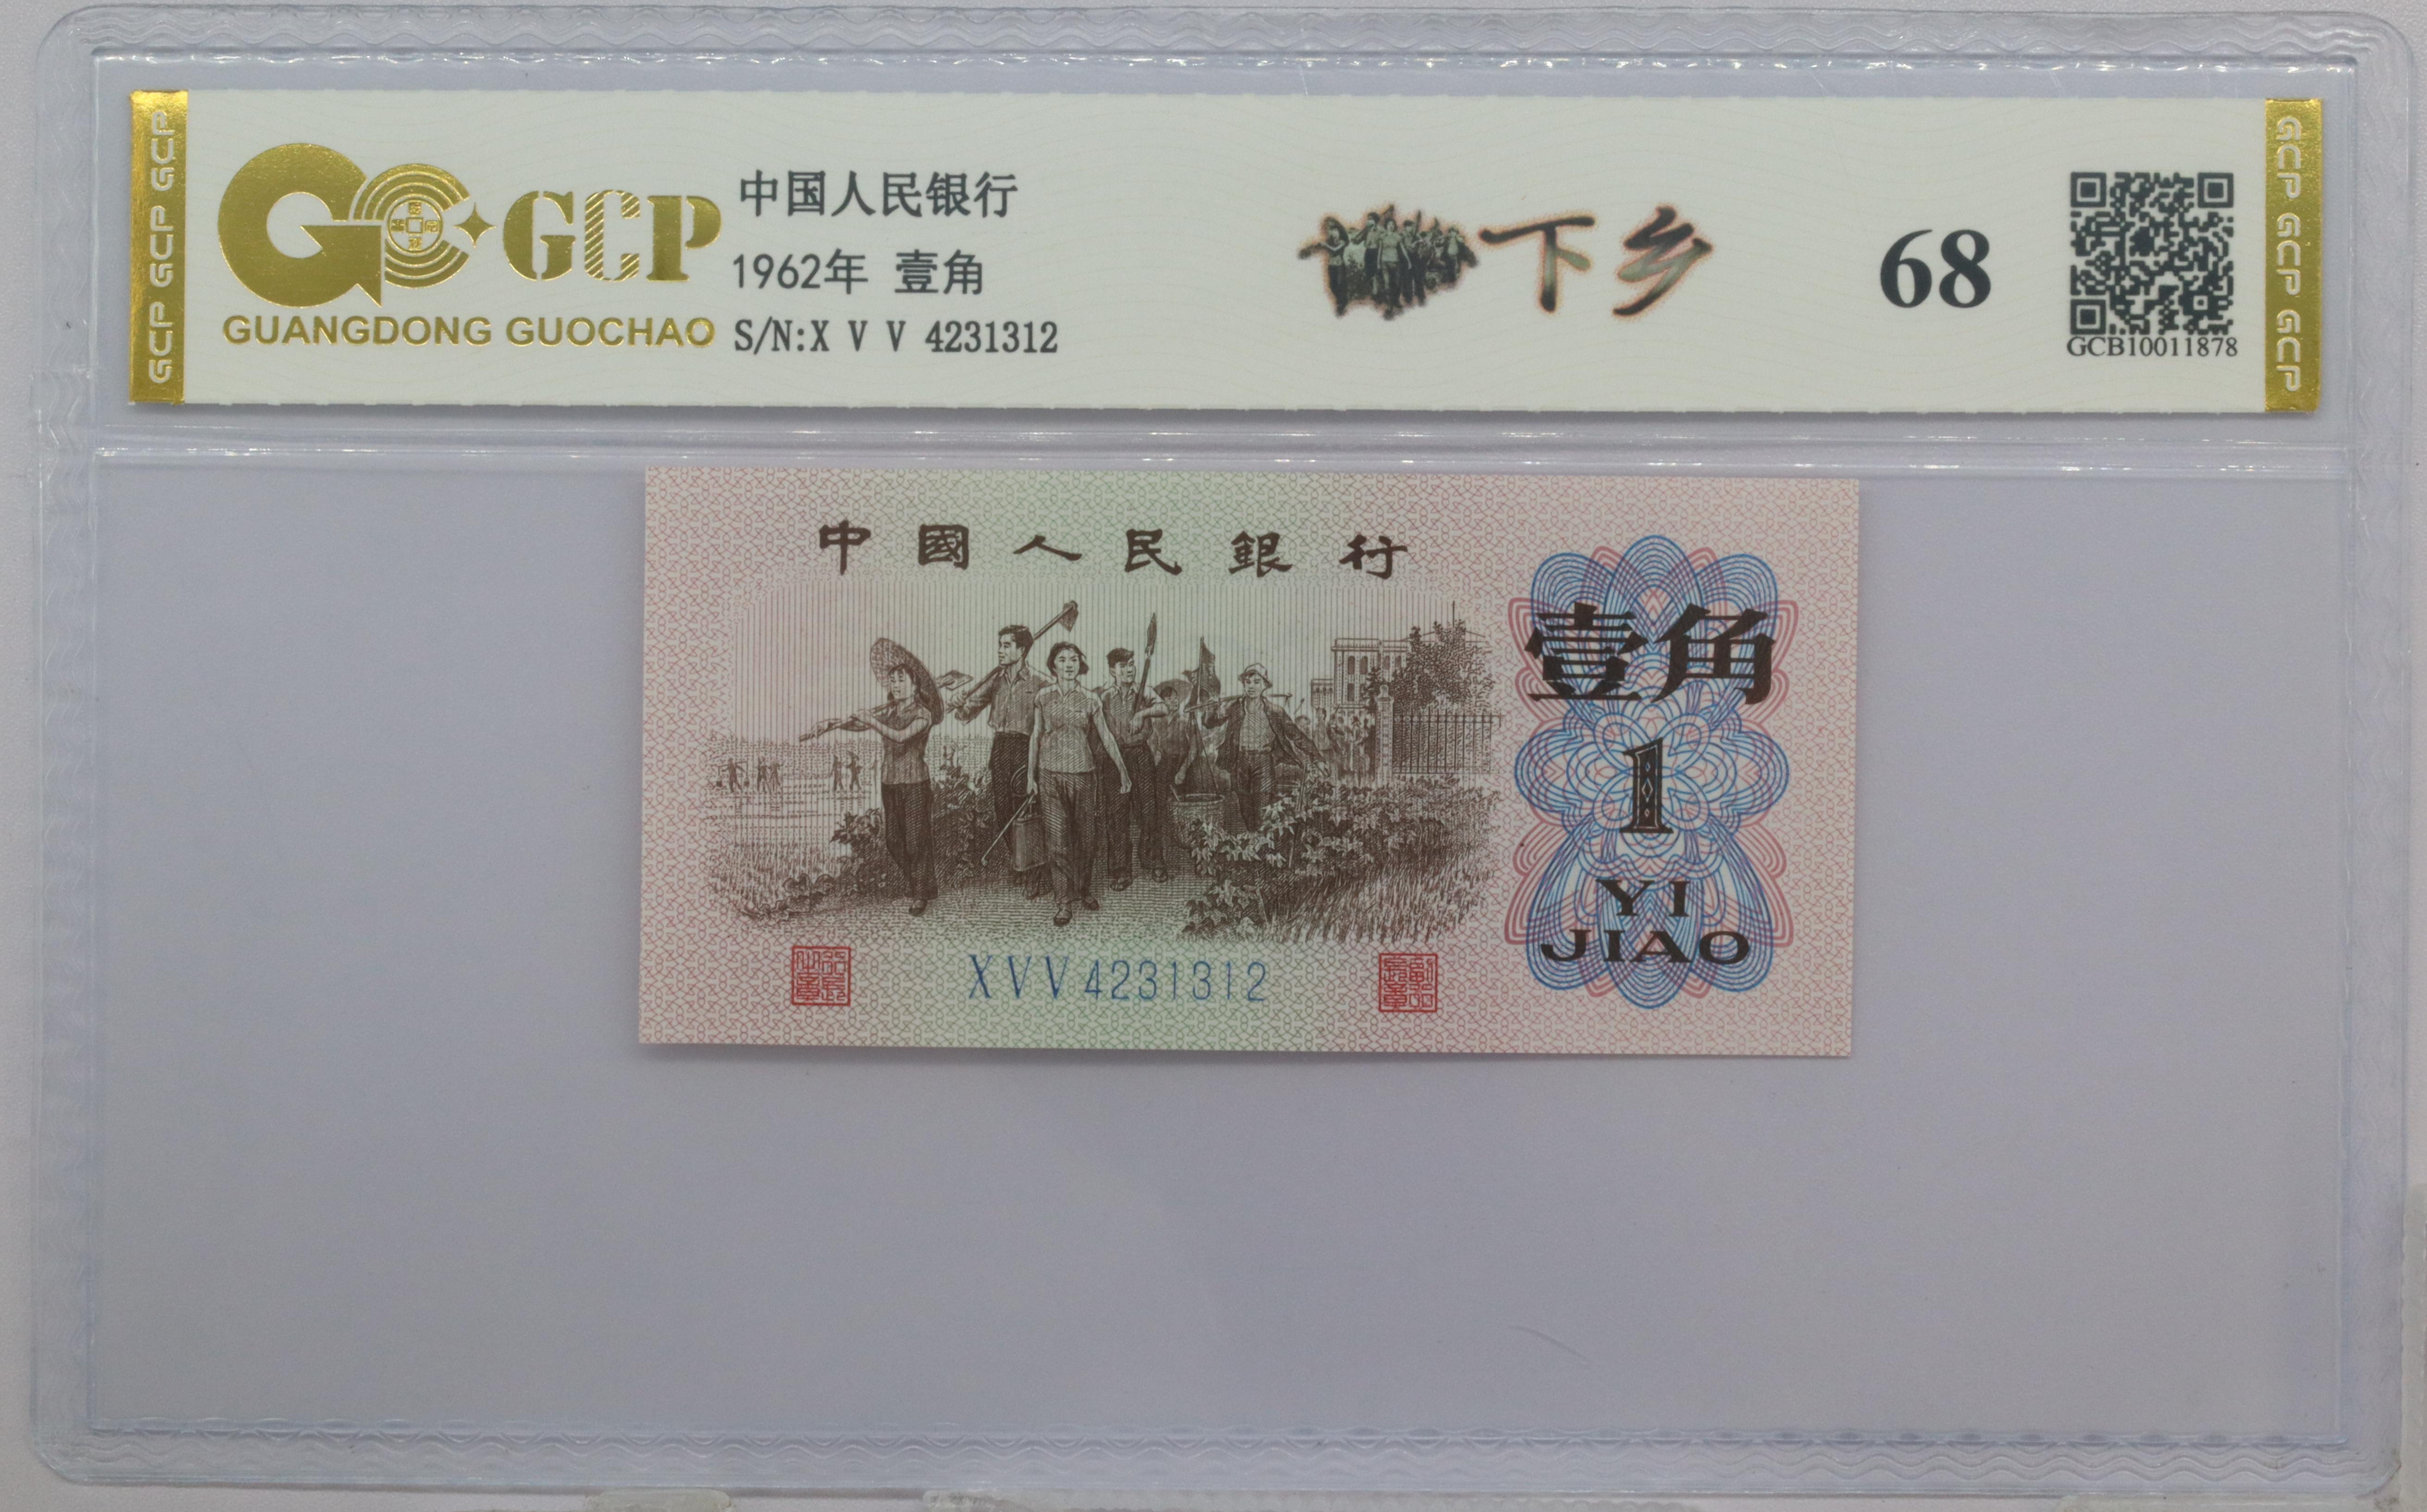 GCP GCP GCP
GCP
GUANGDONG GUOCHAO
中国人民银行
1962年 壹角
S/N:X V V 4231312
下乡
68
GCB10011878
GCP GCP GCP
中國人民銀行
壹角
1
YI
JIAO
XVV4231312